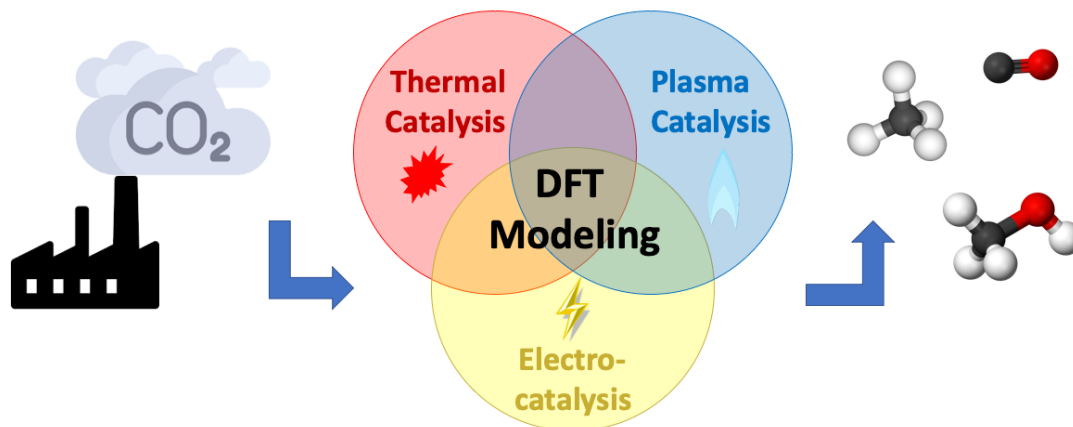 CO₂
Thermal
Catalysis
Plasma
Catalysis
DFT
Modeling
Electro-
catalysis